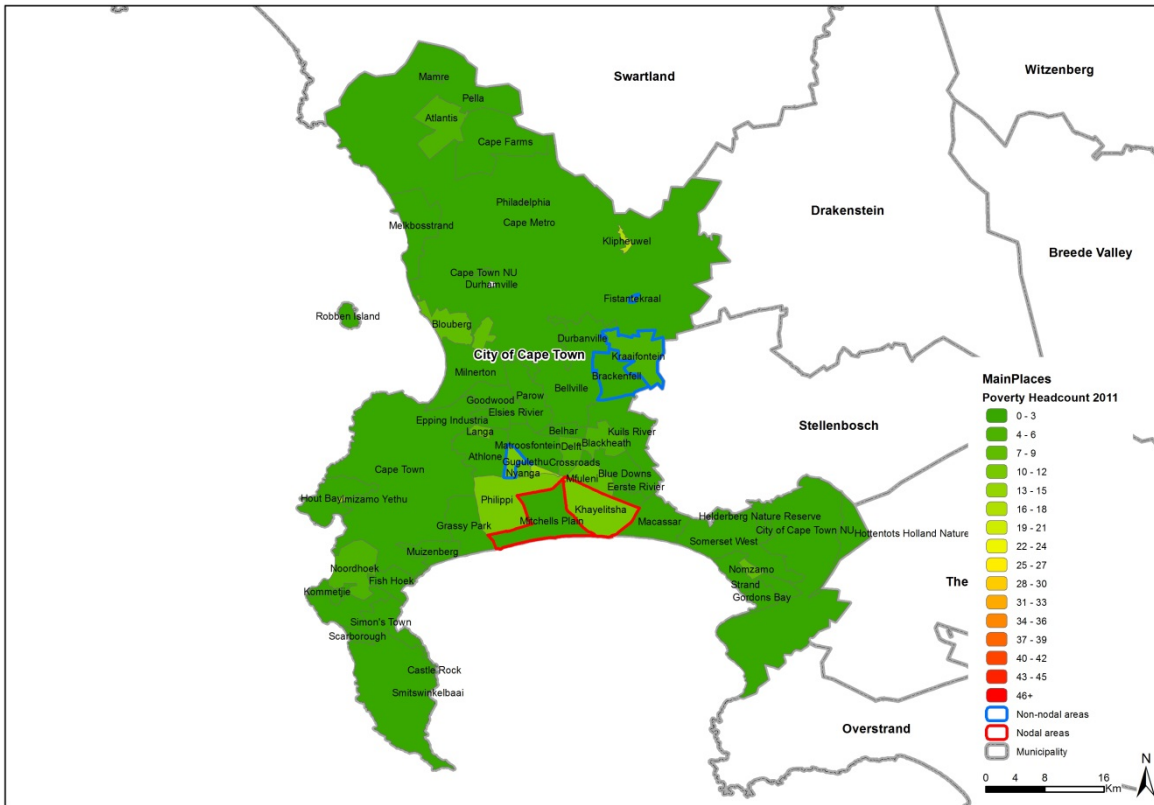 Swartland
Witzenberg
Mamre
Pella
Atlantis
Cape Farms
Drakenstein
Philadelphia
Cape Metro
Melkbosstrand
Klipheuwel
Breede Valley
Cape Town NU
Durhamville
Fistantekraal
Robben Island
Blouberg
Durbanville
City of Cape Town
Kraaifontein
Milnerton
Brackenfell
Bellville
Parow
Goodwood
Elsies Rivier
Epping Industria
Langa
Belhar
Kuils River
Matroosfontein
Delft
Blackheath
Stellenbosch
Athlone
Gugulethu
Crossroads
Cape Town
Nyanga
Mfuleni
Blue Downs
Eerste Rivier
Hout Bay
Imizamo Yethu
Philippi
Khayelitsha
Grassy Park
Mitchells Plain
Macassar
Helderberg Nature Reserve
City of Cape Town NU
Hottentots Holland Nature
Somerset West
Muizenberg
Noordhoek
Nomzamo
Fish Hoek
Strand
The
Kommetjie
Gordons Bay
Simon's Town
Scarborough
Castle Rock
Smitswinkelbaai
Overstrand
MainPlaces
Poverty Headcount 2011
0 - 3
4 - 6
7 - 9
10 - 12
13 - 15
16 - 18
19 - 21
22 - 24
25 - 27
28 - 30
31 - 33
34 - 36
37 - 39
40 - 42
43 - 45
46+
Non-nodal areas
Nodal areas
Municipality
N
0 4 8 16
Km